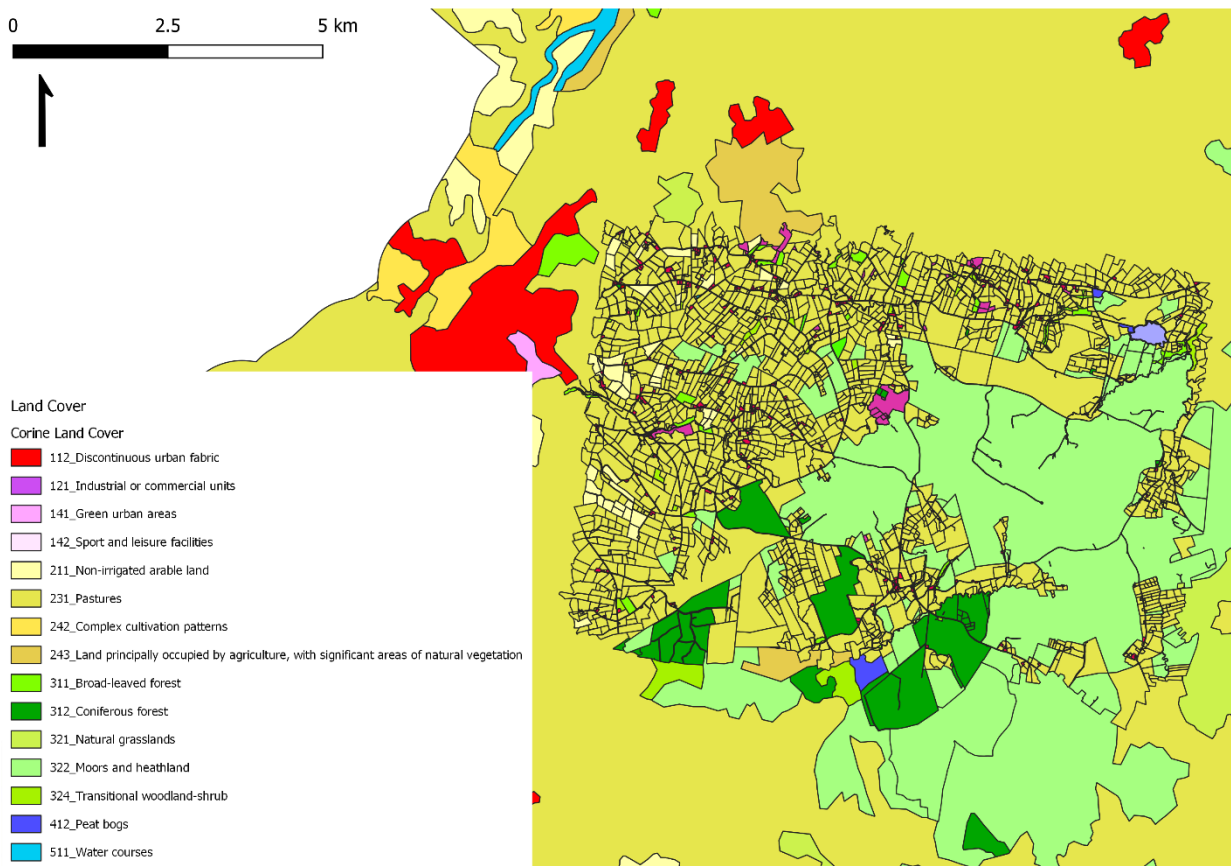 0 2.5 5 km
Land Cover
Corine Land Cover
112_Discontinuous urban fabric
121_Industrial or commercial units
141_Green urban areas
142_Sport and leisure facilities
211_Non-irrigated arable land
231_Pastures
242_Complex cultivation patterns
243_Land principally occupied by agriculture, with significant areas of natural vegetation
311_Broad-leaved forest
312_Coniferous forest
321_Natural grasslands
322_Moors and heathland
324_Transitional woodland-shrub
412_Peat bogs
511_Water courses